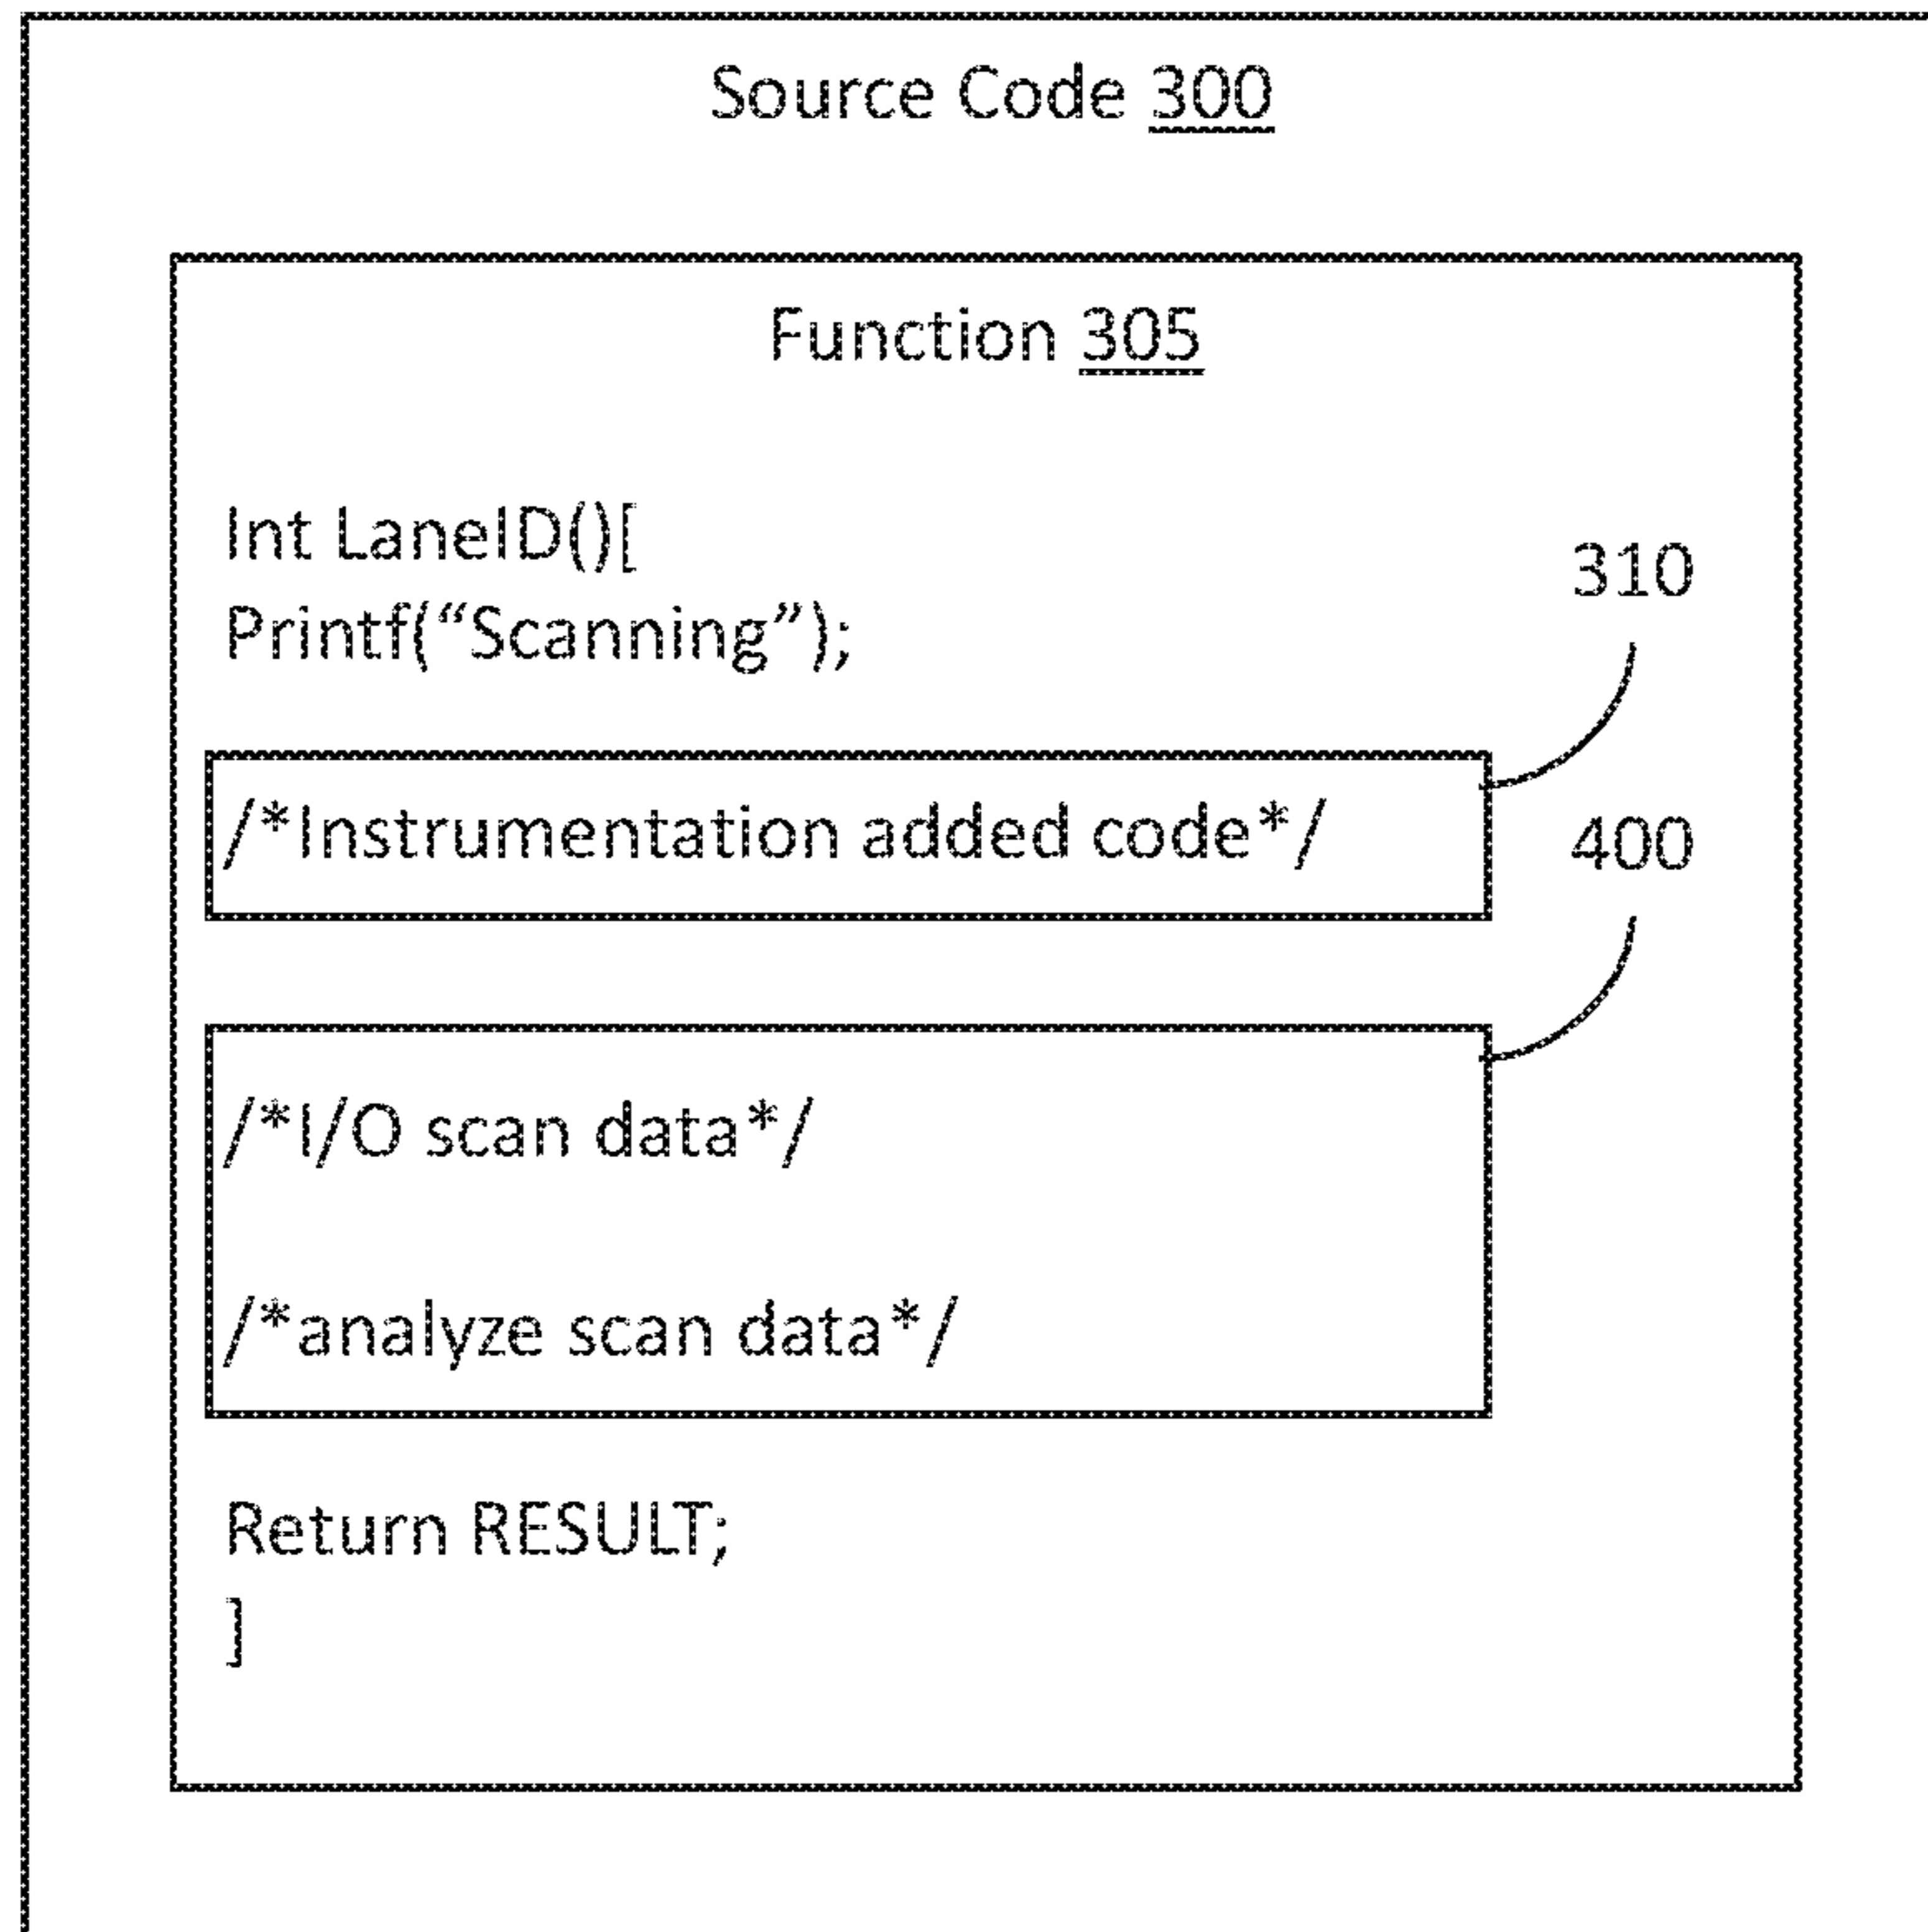 Source Code 300
Function 305
Int LaneID()[
310
Printf(“Scanning”);
/*Instrumentation added code*/
400
/*I/O scan data*/
/*analyze scan data*/
Return RESULT;
]